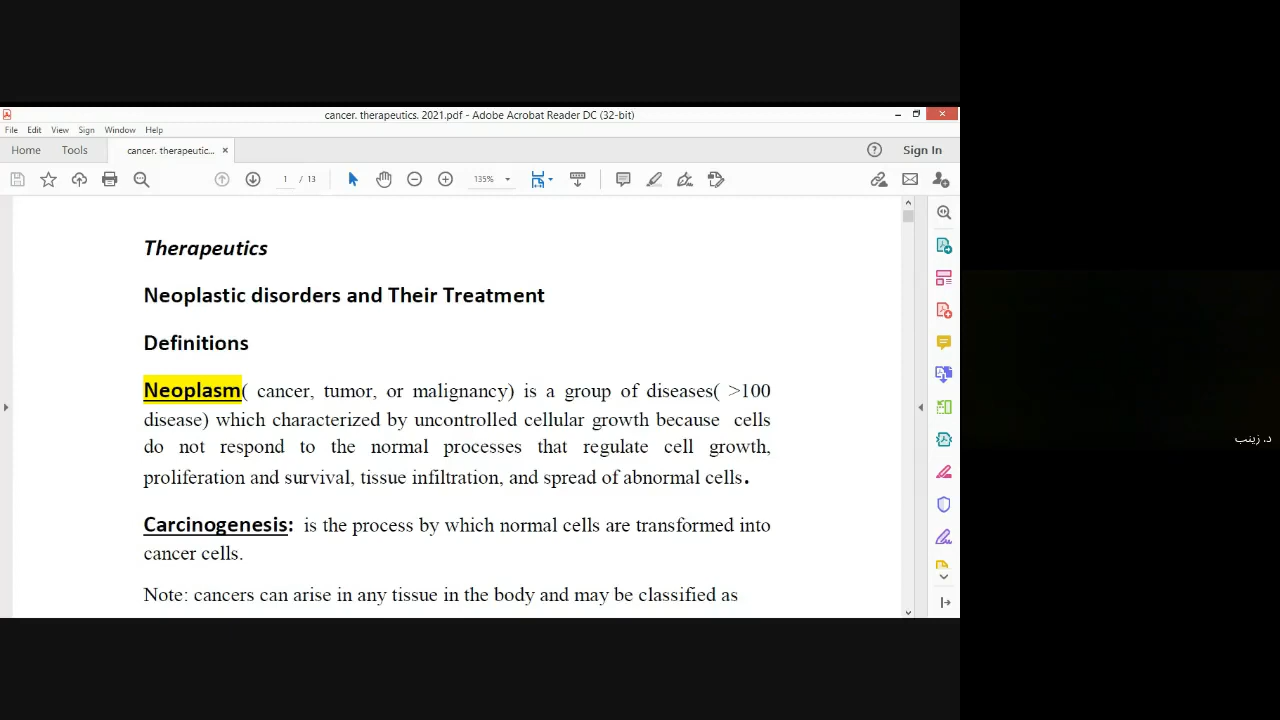 cancer. therapeutics. 2021.pdf - Adobe Acrobat Reader DC (32-bit)
File Edit View Sign Window Help
Home Tools cancer. therapeutic... × Sign In
1 / 13 135%
Therapeutics
Neoplastic disorders and Their Treatment
Definitions
Neoplasm( cancer, tumor, or malignancy) is a group of diseases( >100
disease) which characterized by uncontrolled cellular growth because cells
do not respond to the normal processes that regulate cell growth,
proliferation and survival, tissue infiltration, and spread of abnormal cells.
Carcinogenesis: is the process by which normal cells are transformed into
cancer cells.
Note: cancers can arise in any tissue in the body and may be classified as
د. زينب